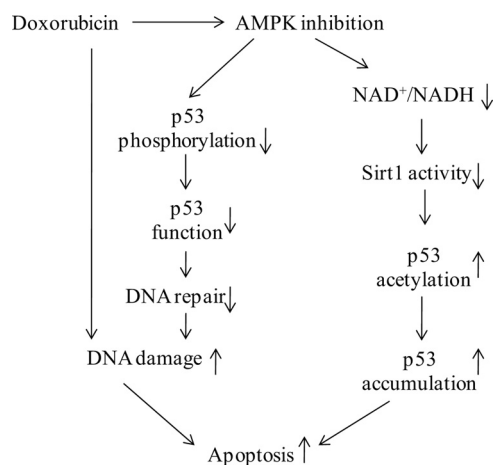 Doxorubicin
AMPK inhibition
NAD⁺/NADH ↓
p53
phosphorylation ↓
Sirt1 activity ↓
p53
function ↓
p53
acetylation ↑
DNA repair ↓
DNA damage ↑
p53
accumulation ↑
Apoptosis ↑